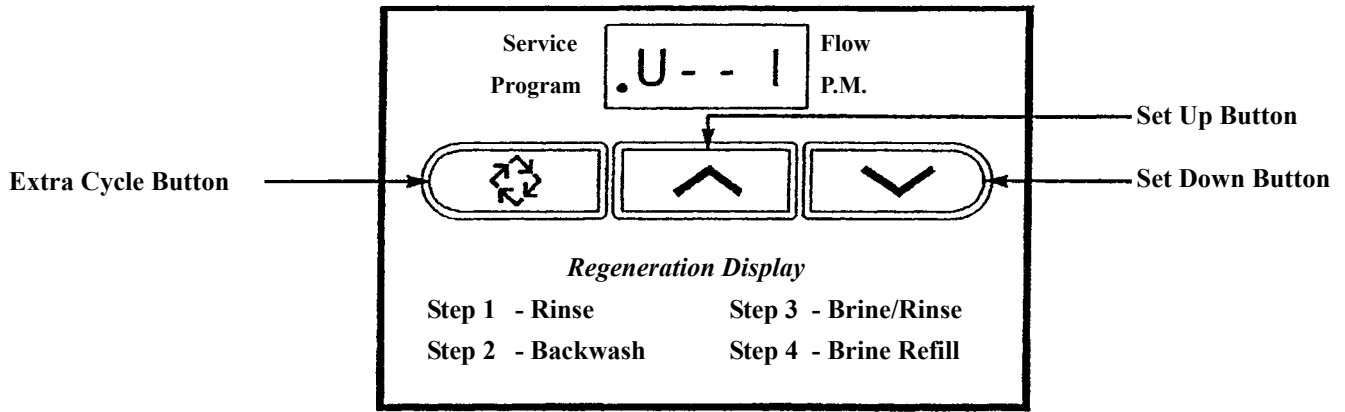 Service Flow
.U - - 1
Program P.M.
Set Up Button
Extra Cycle Button
Set Down Button
Regeneration Display
Step 1 - Rinse Step 3 - Brine/Rinse
Step 2 - Backwash Step 4 - Brine Refill